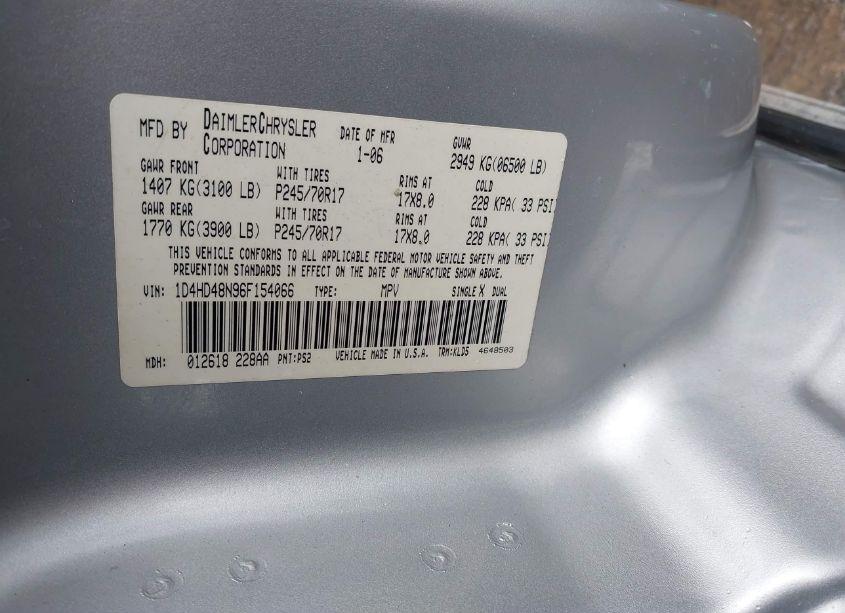 MFD BY DAIMLERCHRYSLER CORPORATION DATE OF MFR 1-06 GVWR 2949 KG(06500 LB)
GAWR FRONT WITH TIRES RIMS AT COLD
1407 KG(3100 LB) P245/70R17 17X8.0 228 KPA( 33 PSI)
GAWR REAR WITH TIRES RIMS AT COLD
1770 KG(3900 LB) P245/70R17 17X8.0 228 KPA( 33 PSI)
THIS VEHICLE CONFORMS TO ALL APPLICABLE FEDERAL MOTOR VEHICLE SAFETY AND THEFT
PREVENTION STANDARDS IN EFFECT ON THE DATE OF MANUFACTURE SHOWN ABOVE.
VIN: 1D4HD48N96F154066 TYPE: MPV SINGLE X DUAL
MDH: 012618 228AA PNT:PS2 VEHICLE MADE IN U.S.A. TRM:KLD5 4648503